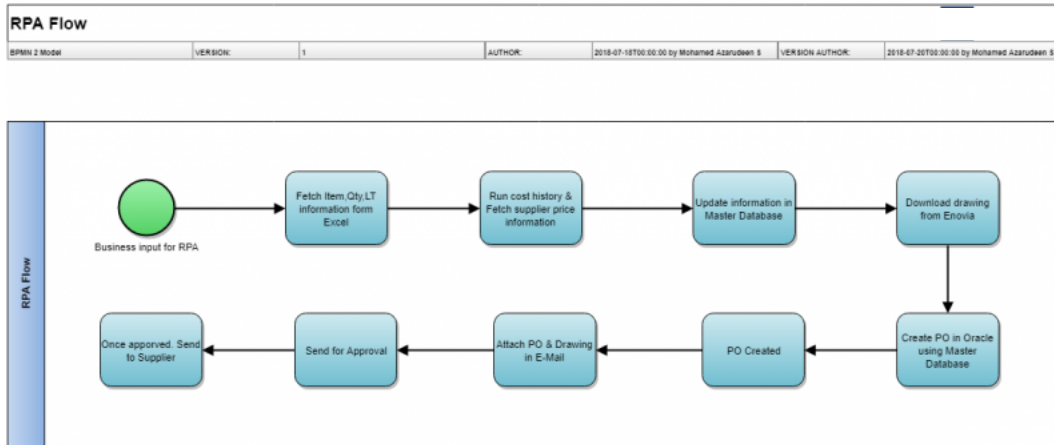 RPA Flow
BPMN 2 Model VERSION: 1 AUTHOR: 2018-07-18T00:00:00 by Mohamed Azarudeen S VERSION AUTHOR: 2018-07-20T00:00:00 by Mohamed Azarudeen S
RPA Flow
Business input for RPA
Fetch Item,Qty,LT
information form
Excel
Run cost history &
Fetch supplier price
information
Update information in
Master Database
Download drawing
from Enovia
Create PO in Oracle
using Master
Database
PO Created
Attach PO & Drawing
in E-Mail
Send for Approval
Once apporved. Send
to Supplier